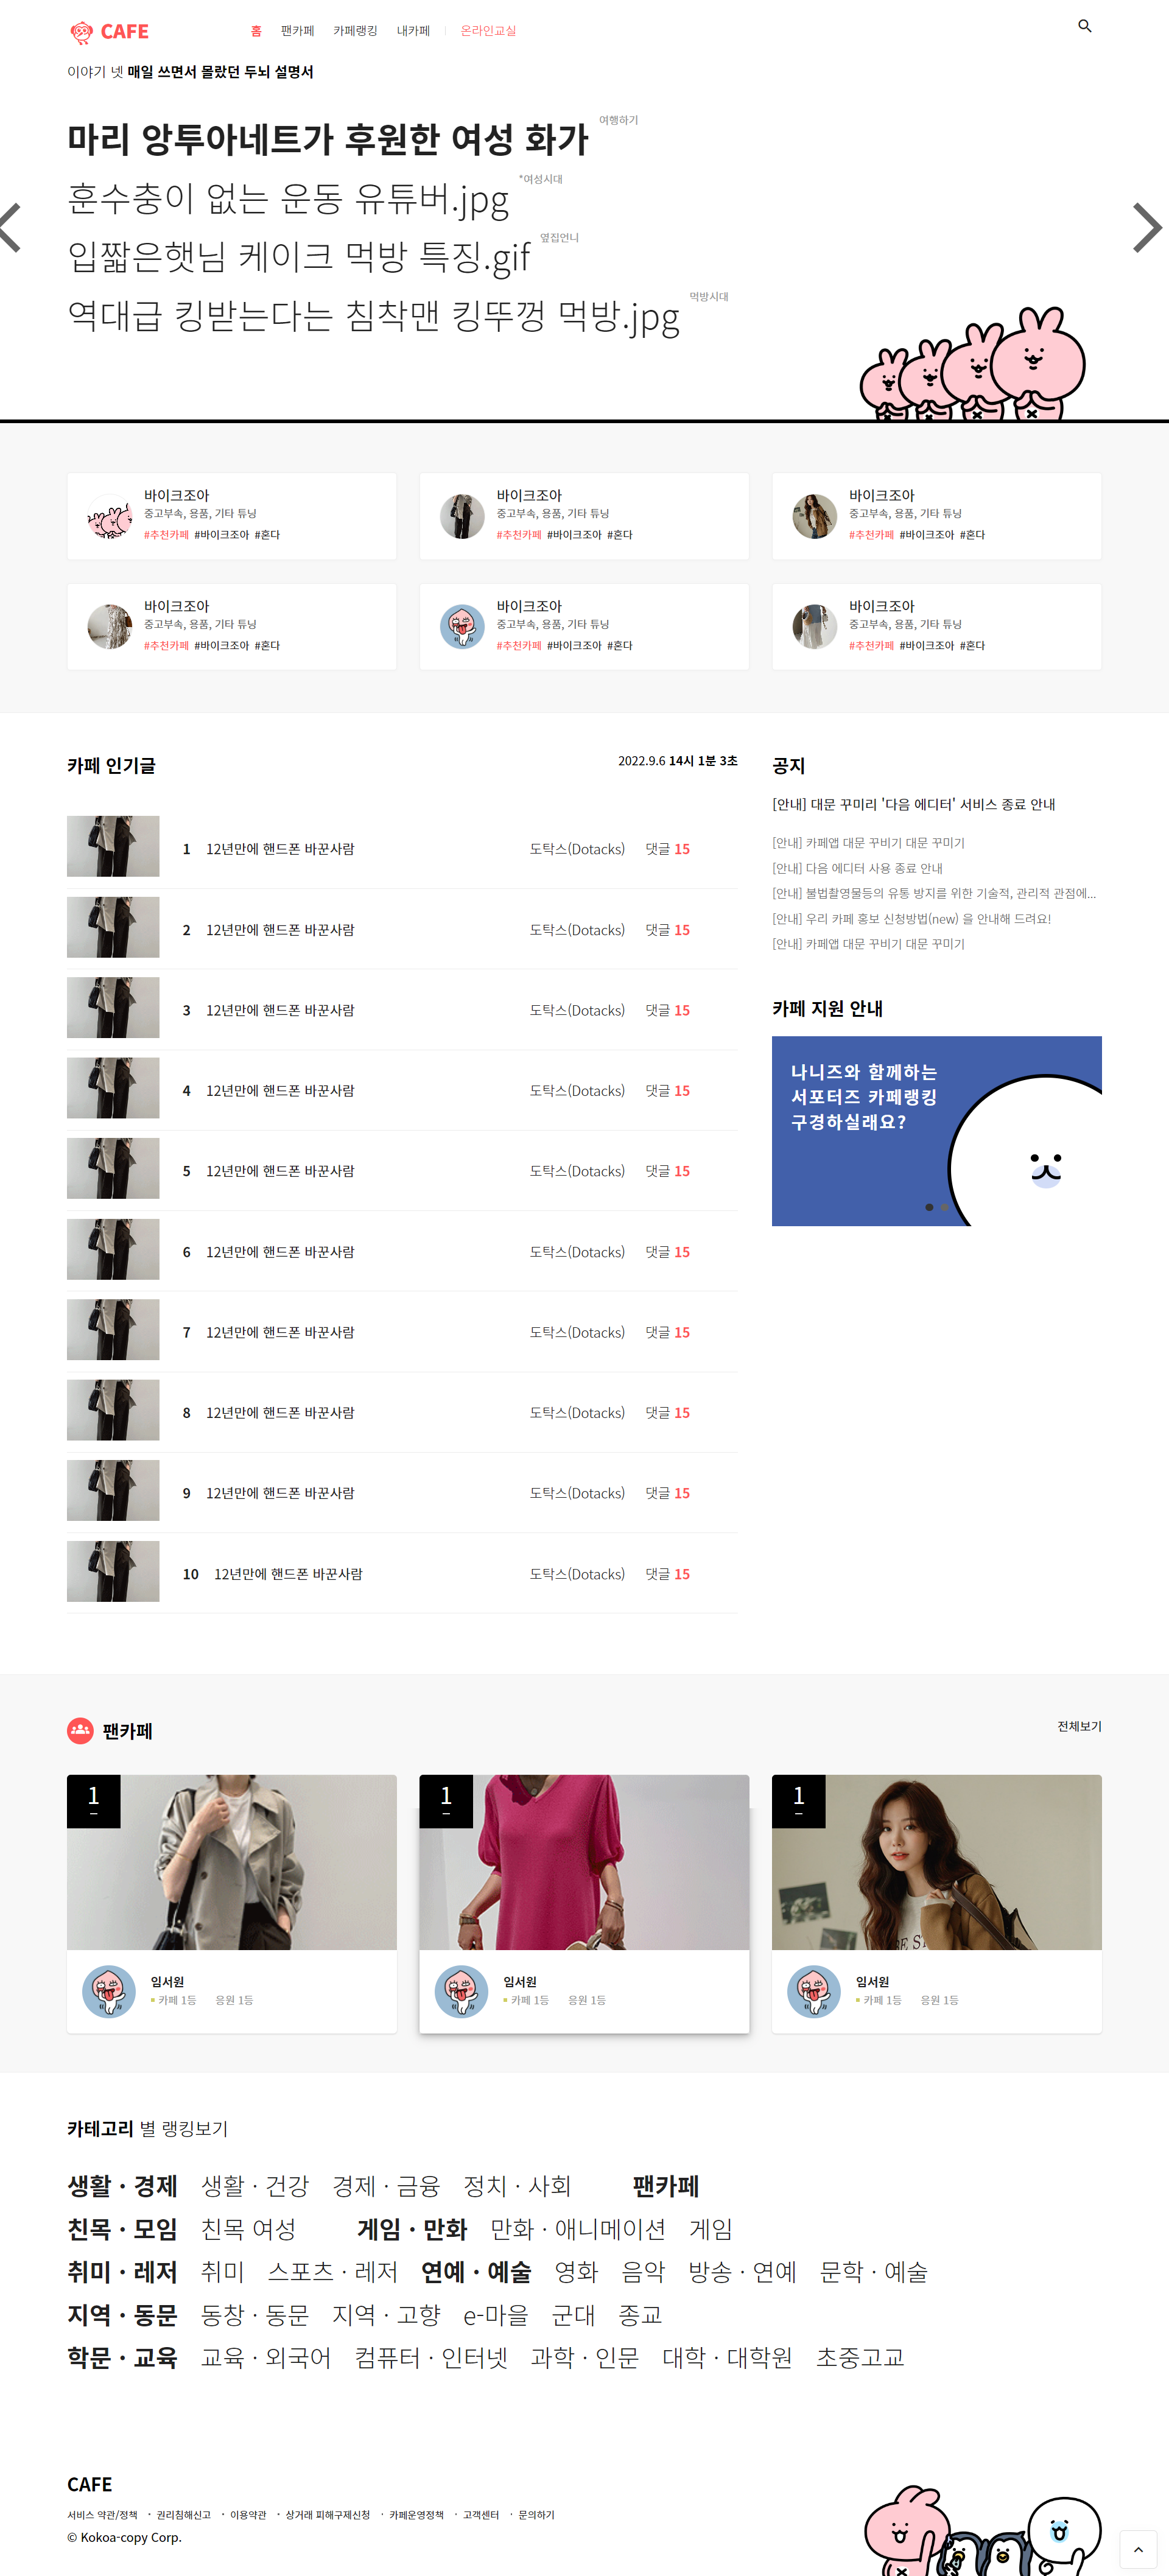 CAFE
홈 팬카페 카페랭킹 내카페 온라인교실
이야기 넷 매일 쓰면서 몰랐던 두뇌 설명서
마리 앙투아네트가 후원한 여성 화가 여행하기
훈수충이 없는 운동 유튜버.jpg *여성시대
입짧은햇님 케이크 먹방 특징.gif 옆집언니
역대급 킹받는다는 침착맨 킹뚜껑 먹방.jpg 먹방시대
바이크조아
중고부속, 용품, 기타 튜닝
#추천카페 #바이크조아 #혼다
바이크조아
중고부속, 용품, 기타 튜닝
#추천카페 #바이크조아 #혼다
바이크조아
중고부속, 용품, 기타 튜닝
#추천카페 #바이크조아 #혼다
바이크조아
중고부속, 용품, 기타 튜닝
#추천카페 #바이크조아 #혼다
바이크조아
중고부속, 용품, 기타 튜닝
#추천카페 #바이크조아 #혼다
바이크조아
중고부속, 용품, 기타 튜닝
#추천카페 #바이크조아 #혼다
카페 인기글 2022.9.6 14시 1분 3초
1 12년만에 핸드폰 바꾼사람 도탁스(Dotacks) 댓글 15
2 12년만에 핸드폰 바꾼사람 도탁스(Dotacks) 댓글 15
3 12년만에 핸드폰 바꾼사람 도탁스(Dotacks) 댓글 15
4 12년만에 핸드폰 바꾼사람 도탁스(Dotacks) 댓글 15
5 12년만에 핸드폰 바꾼사람 도탁스(Dotacks) 댓글 15
6 12년만에 핸드폰 바꾼사람 도탁스(Dotacks) 댓글 15
7 12년만에 핸드폰 바꾼사람 도탁스(Dotacks) 댓글 15
8 12년만에 핸드폰 바꾼사람 도탁스(Dotacks) 댓글 15
9 12년만에 핸드폰 바꾼사람 도탁스(Dotacks) 댓글 15
10 12년만에 핸드폰 바꾼사람 도탁스(Dotacks) 댓글 15
공지
[안내] 대문 꾸미리 '다음 에디터' 서비스 종료 안내
[안내] 카페앱 대문 꾸비기 대문 꾸미기
[안내] 다음 에디터 사용 종료 안내
[안내] 불법촬영물등의 유통 방지를 위한 기술적, 관리적 관점에...
[안내] 우리 카페 홍보 신청방법(new) 을 안내해 드려요!
[안내] 카페앱 대문 꾸비기 대문 꾸미기
카페 지원 안내
나니즈와 함께하는
서포터즈 카페랭킹
구경하실래요?
팬카페 전체보기
1
임서원
카페 1등 응원 1등
1
임서원
카페 1등 응원 1등
1
임서원
카페 1등 응원 1등
카테고리 별 랭킹보기
생활 · 경제 생활 · 건강 경제 · 금융 정치 · 사회 팬카페
친목 · 모임 친목 여성 게임 · 만화 만화 · 애니메이션 게임
취미 · 레저 취미 스포츠 · 레저 연예 · 예술 영화 음악 방송 · 연예 문학 · 예술
지역 · 동문 동창 · 동문 지역 · 고향 e-마을 군대 종교
학문 · 교육 교육 · 외국어 컴퓨터 · 인터넷 과학 · 인문 대학 · 대학원 초중고교
CAFE
서비스 약관/정책 · 권리침해신고 · 이용약관 · 상거래 피해구제신청 · 카페운영정책 · 고객센터 · 문의하기
© Kokoa-copy Corp.